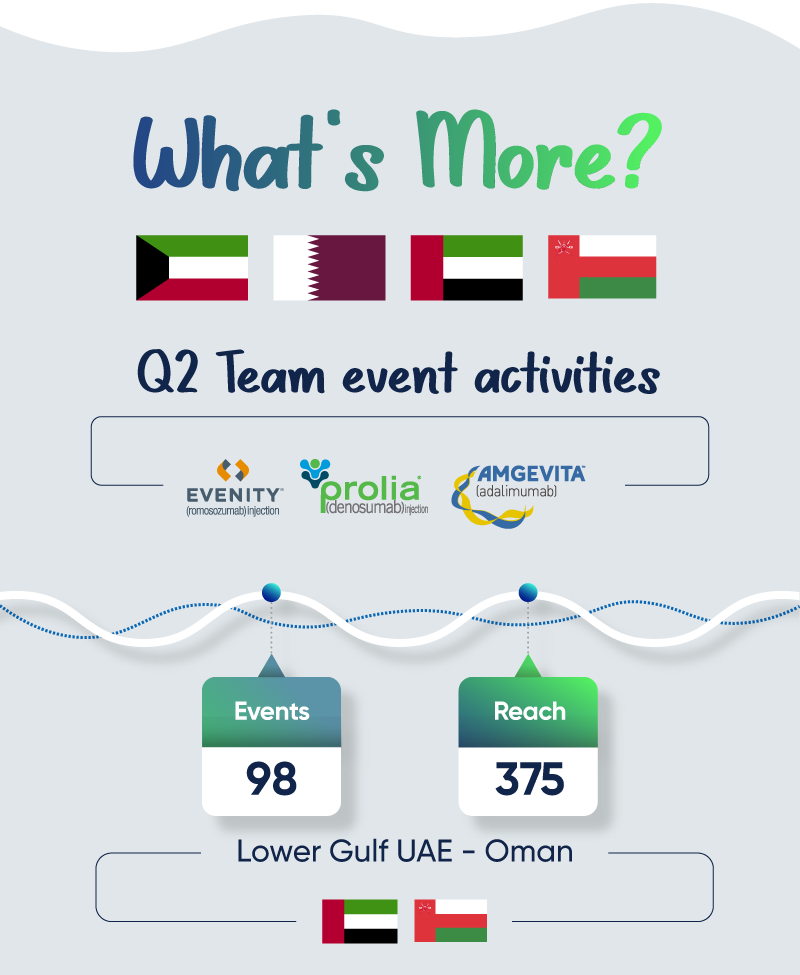 What's More?
Q2 Team event activities
EVENITY®
(romosozumab) injection
prolia®
(denosumab) injection
AMGEVITA™
(adalimumab)
Events
98
Reach
375
Lower Gulf UAE - Oman